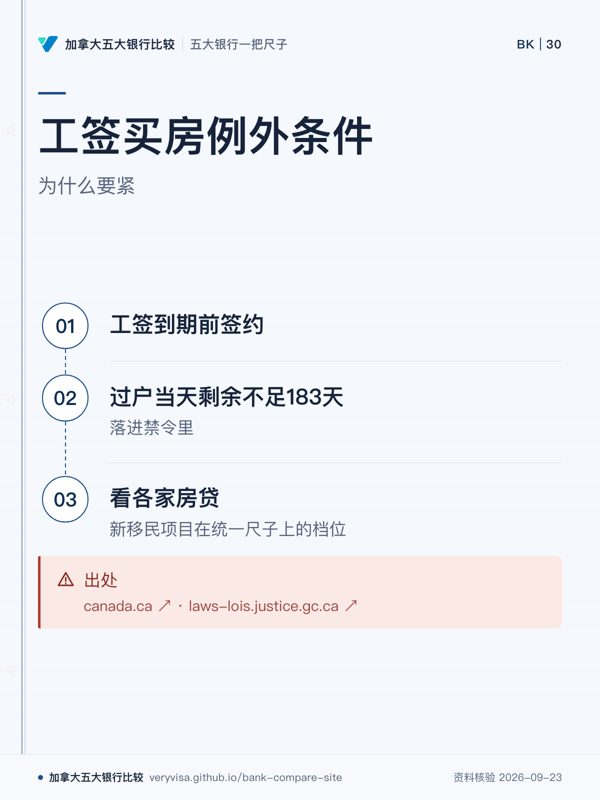 加拿大五大银行比较 | 五大银行一把尺子
BK | 30
工签买房例外条件
为什么要紧
01 工签到期前签约
02 过户当天剩余不足183天
落进禁令里
03 看各家房贷
新移民项目在统一尺子上的档位
出处
canada.ca ↗ · laws-lois.justice.gc.ca ↗
加拿大五大银行比较 veryvisa.github.io/bank-compare-site
资料核验 2026-09-23